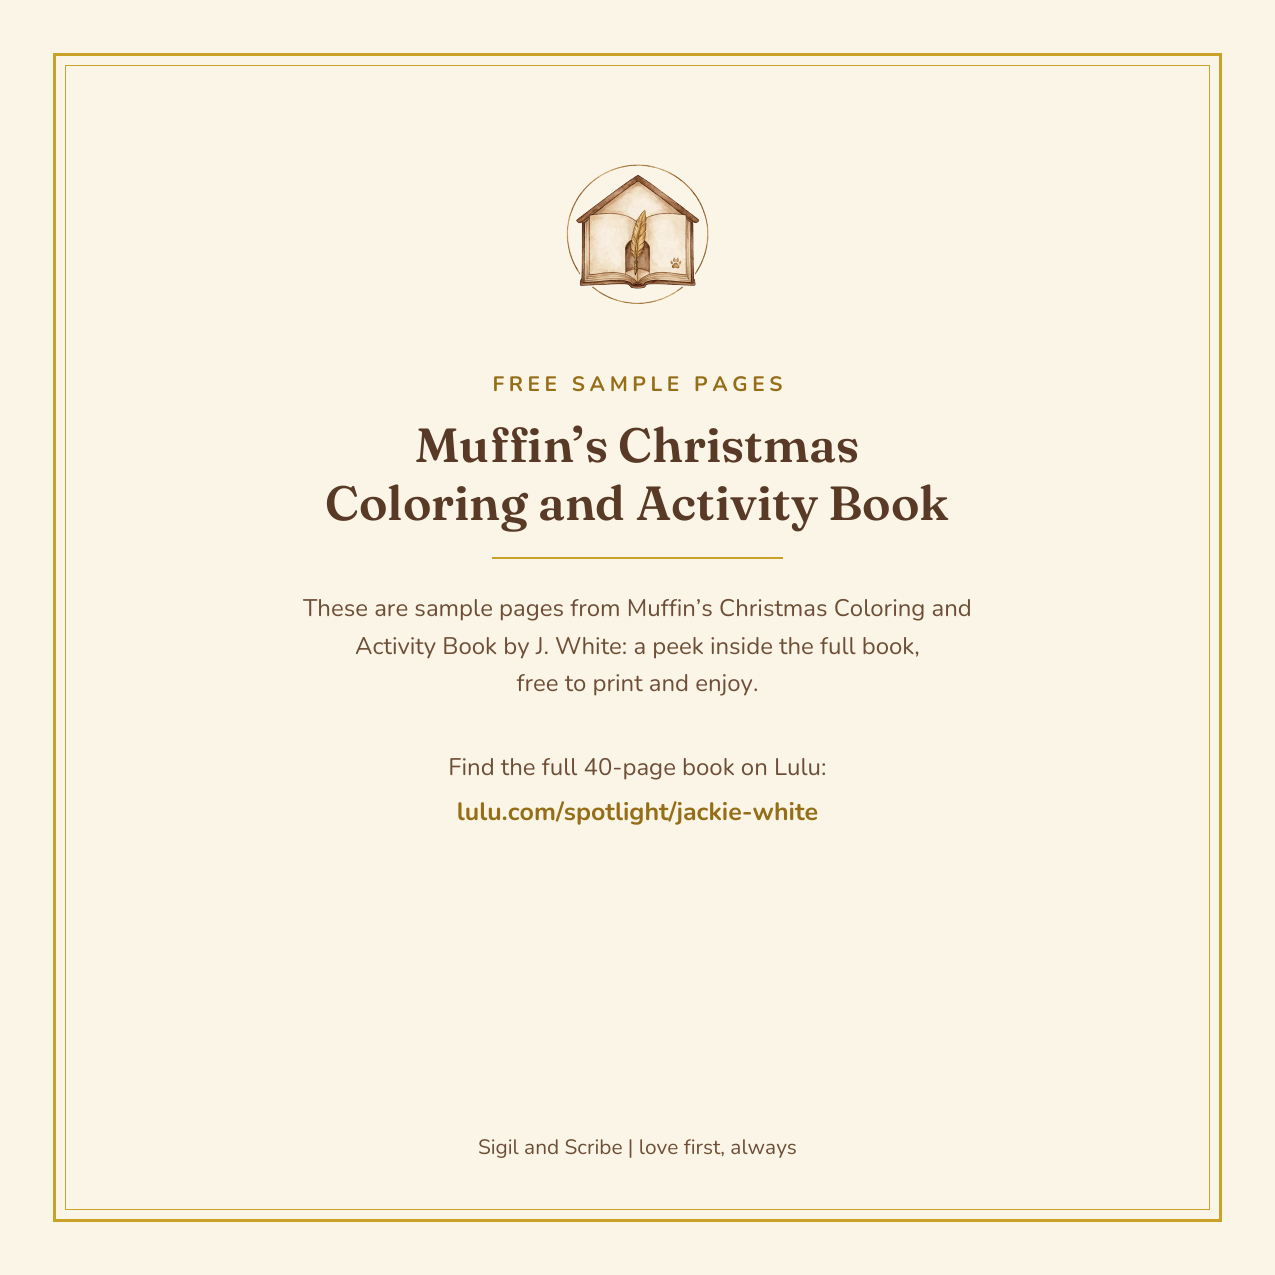 FREE SAMPLE PAGES
Muffin’s Christmas
Coloring and Activity Book
These are sample pages from Muffin’s Christmas Coloring and
Activity Book by J. White: a peek inside the full book,
free to print and enjoy.
Find the full 40-page book on Lulu:
lulu.com/spotlight/jackie-white
Sigil and Scribe | love first, always